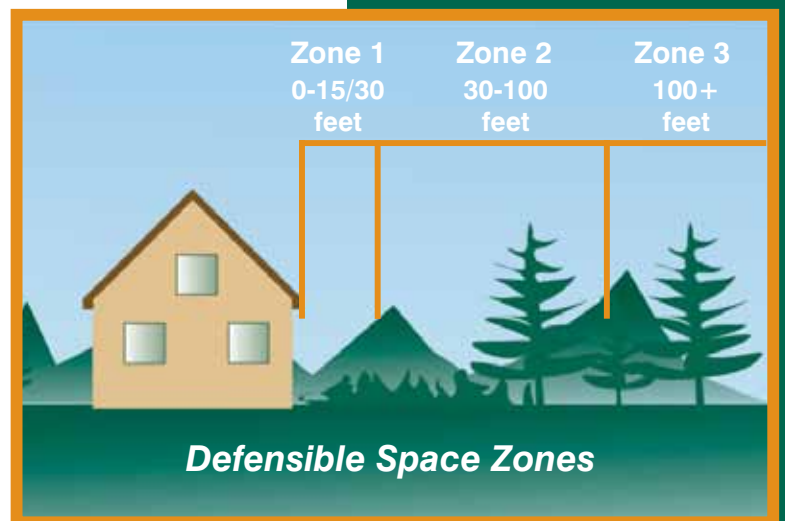 Zone 1
0-15/30
feet
Zone 2
30-100
feet
Zone 3
100+
feet
Defensible Space Zones